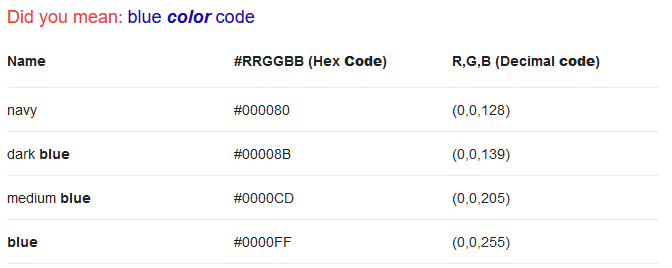 Did you mean: blue color code
Name #RRGGBB (Hex Code) R,G,B (Decimal code)
navy #000080 (0,0,128)
dark blue #00008B (0,0,139)
medium blue #0000CD (0,0,205)
blue #0000FF (0,0,255)